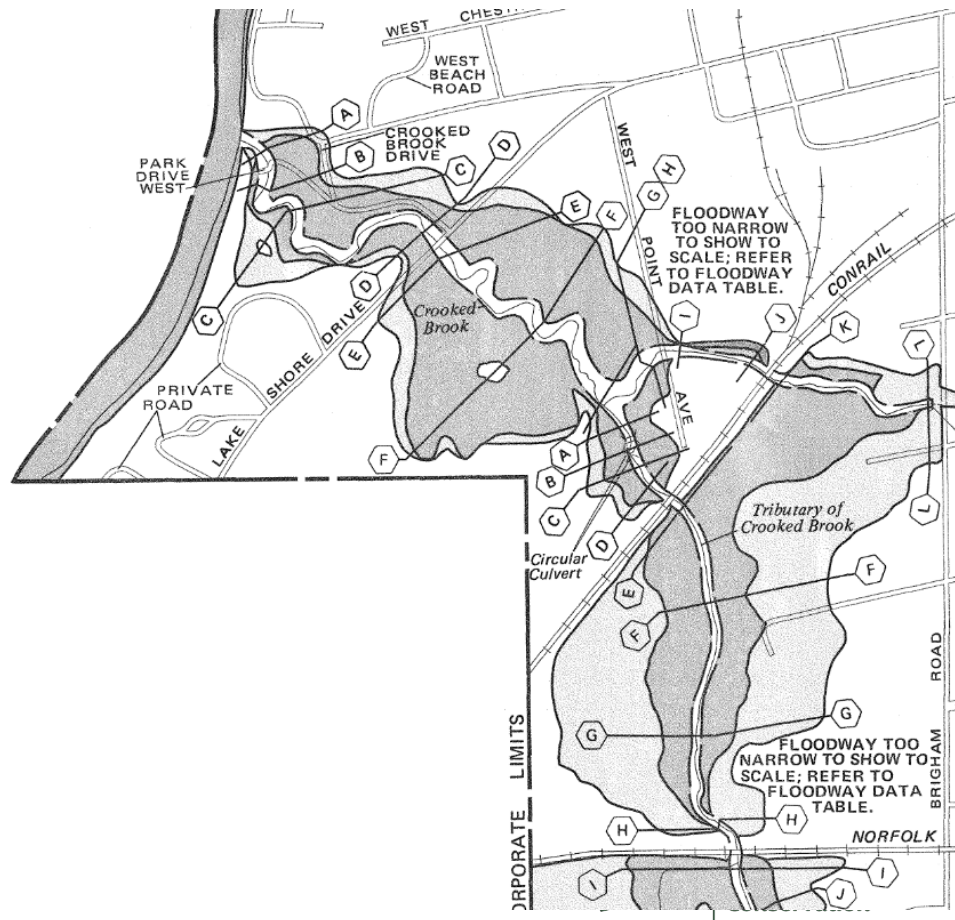 WEST CHEST
WEST
BEACH
ROAD
A
CROOKED
BROOK
DRIVE
B
C
D
PARK
DRIVE
WEST
WEST
POINT
AVE
E
F
G
H
FLOODWAY
TOO NARROW
TO SHOW TO
SCALE; REFER
TO FLOODWAY
DATA TABLE.
CONRAIL
I
J
K
L
C
D
E
Crooked
Brook
LAKE SHORE DRIVE
PRIVATE
ROAD
F
A
B
C
D
E
Circular
Culvert
Tributary of
Crooked Brook
L
F
F
G
G
FLOODWAY TOO
NARROW TO SHOW TO
SCALE; REFER TO
FLOODWAY DATA
TABLE.
BRIGHAM ROAD
H
H
NORFOLK
ORPORATE LIMITS
I
I
J